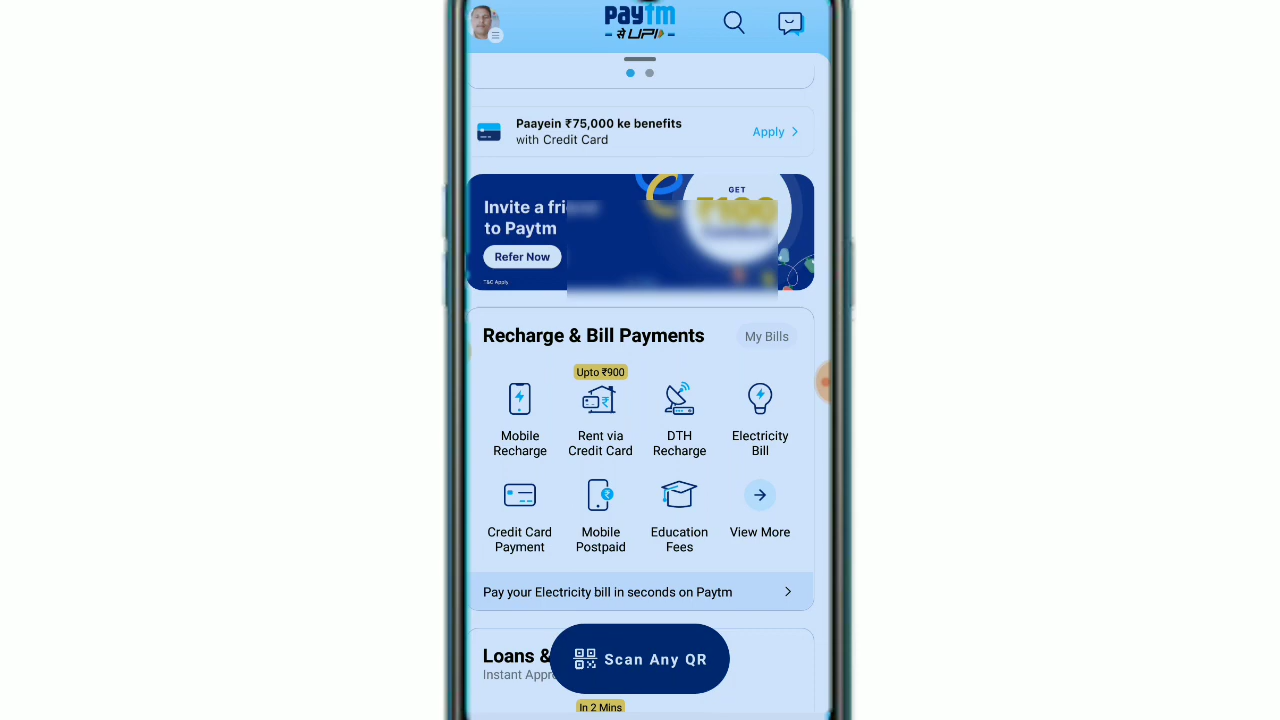 paytm
से UPI
Paayein ₹75,000 ke benefits
with Credit Card
Apply
GET
Invite a fri
₹100
to Paytm
Refer Now
T&C Apply
Recharge & Bill Payments
My Bills
Upto ₹900
Mobile
Recharge
Rent via
Credit Card
DTH
Recharge
Electricity
Bill
Credit Card
Payment
Mobile
Postpaid
Education
Fees
View More
Pay your Electricity bill in seconds on Paytm
Loans &
Instant Appr
Scan Any QR
In 2 Mins